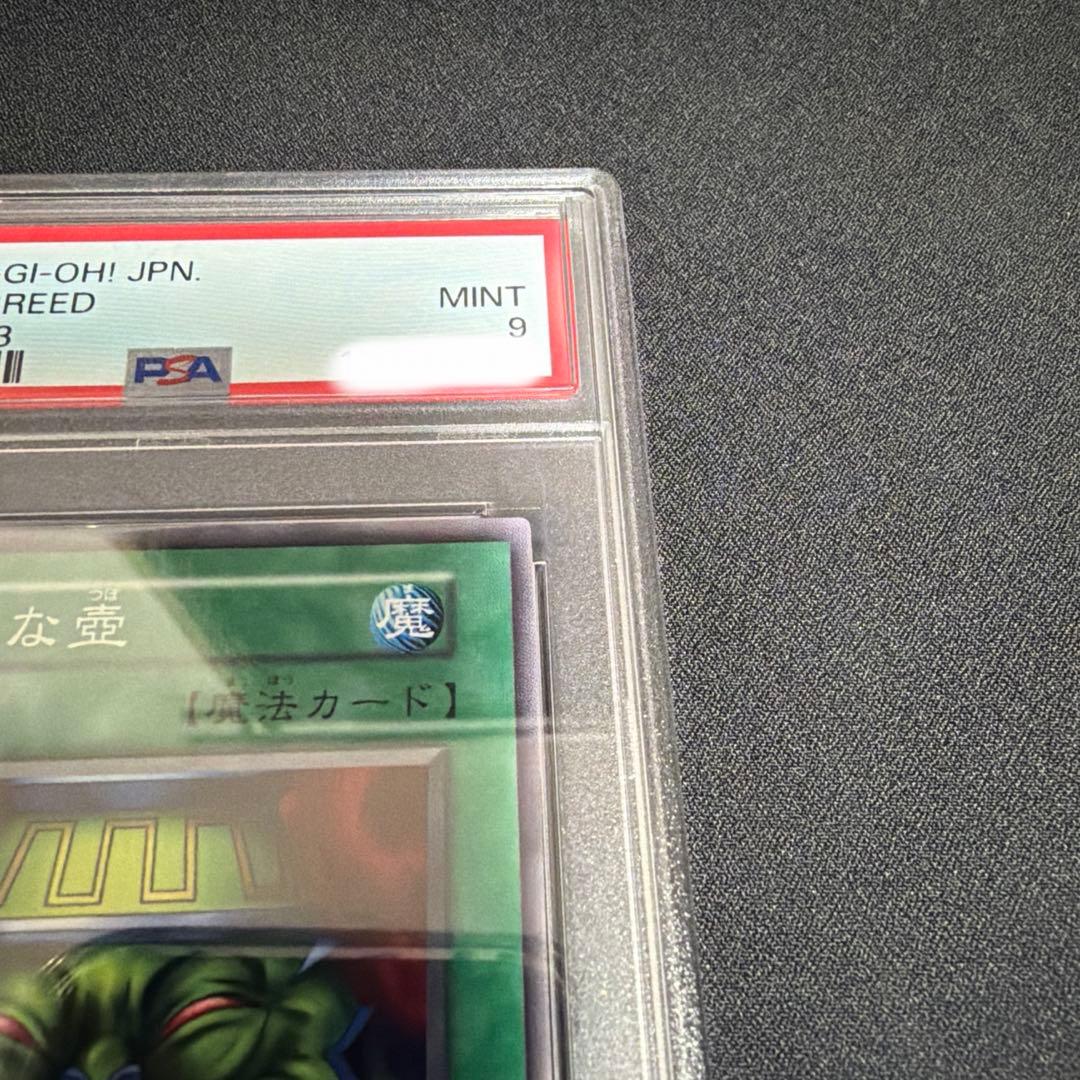 GI-OH! JPN.
REED
MINT
3
9
PSA
つぼ
な壺
魔
ほう
【魔法カード】